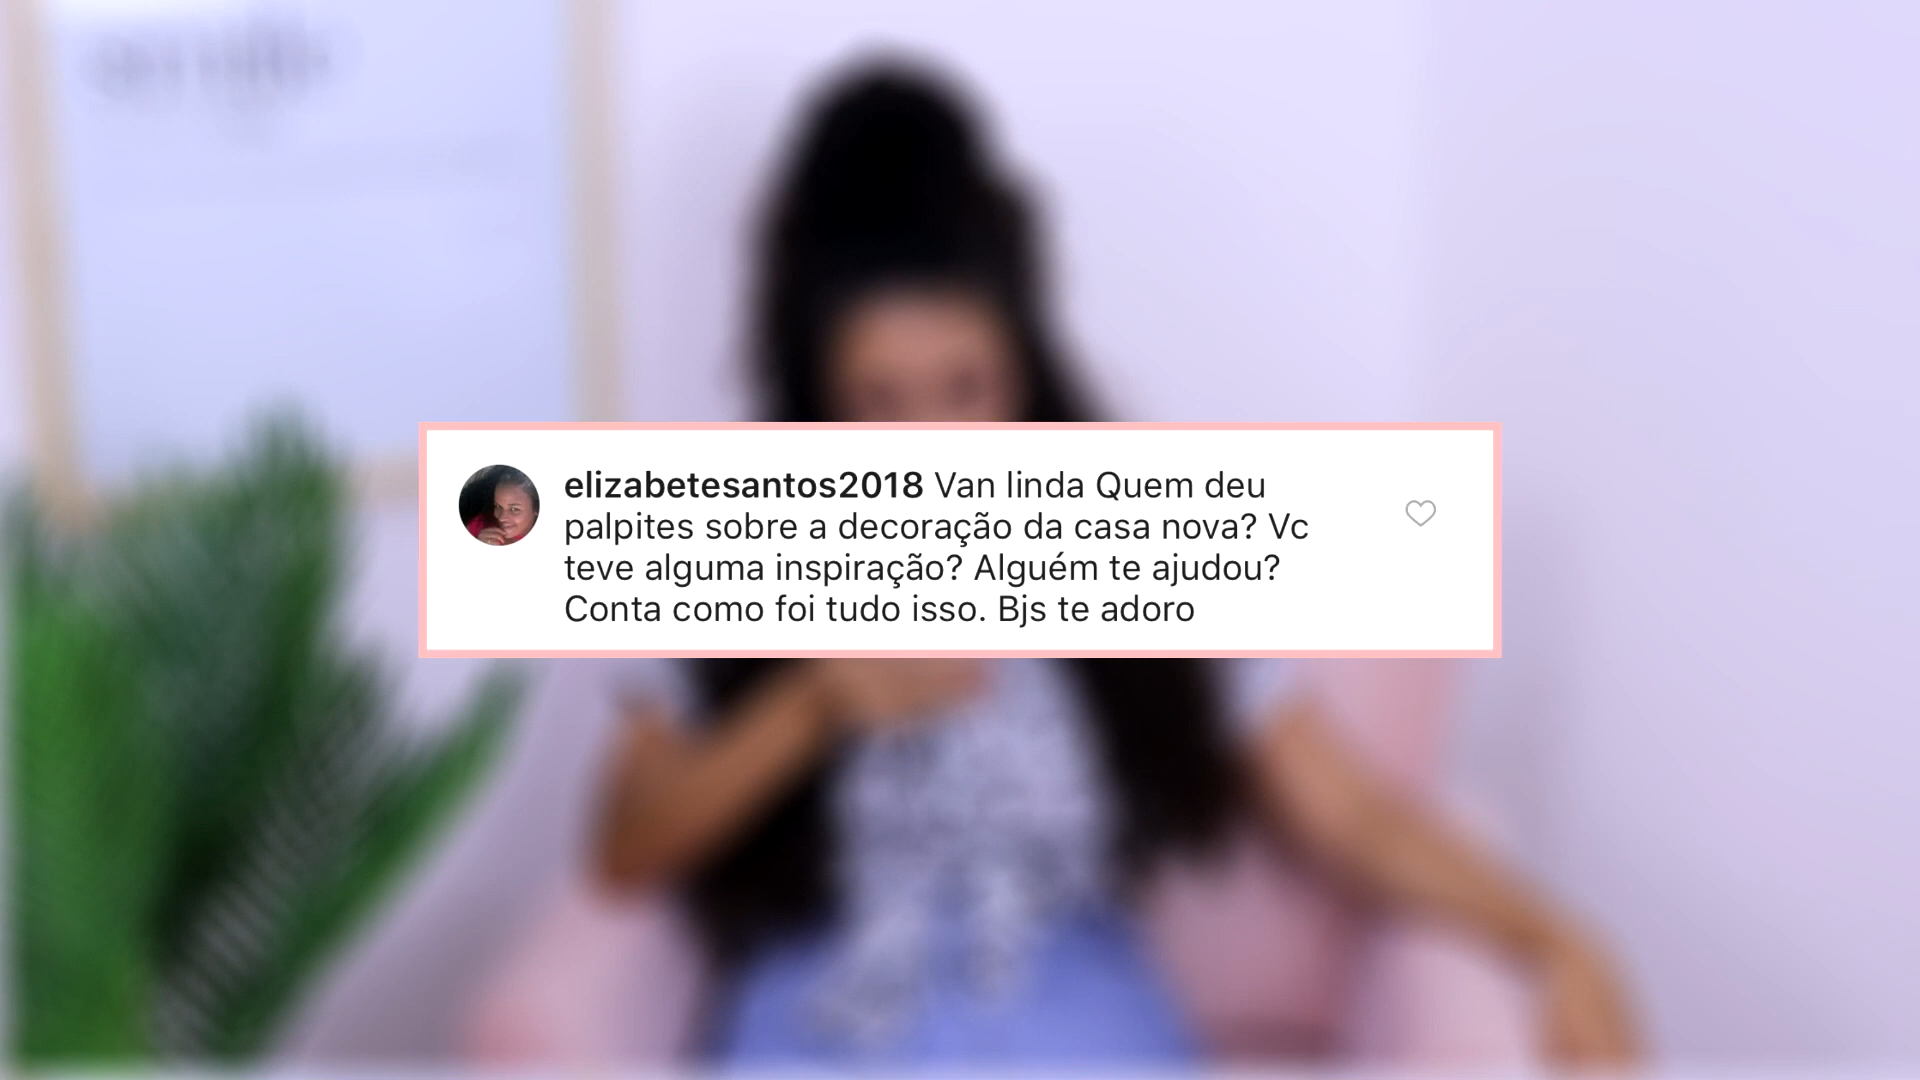 elizabetesantos2018 Van linda Quem deu
palpites sobre a decoração da casa nova? Vc
teve alguma inspiração? Alguém te ajudou?
Conta como foi tudo isso. Bjs te adoro